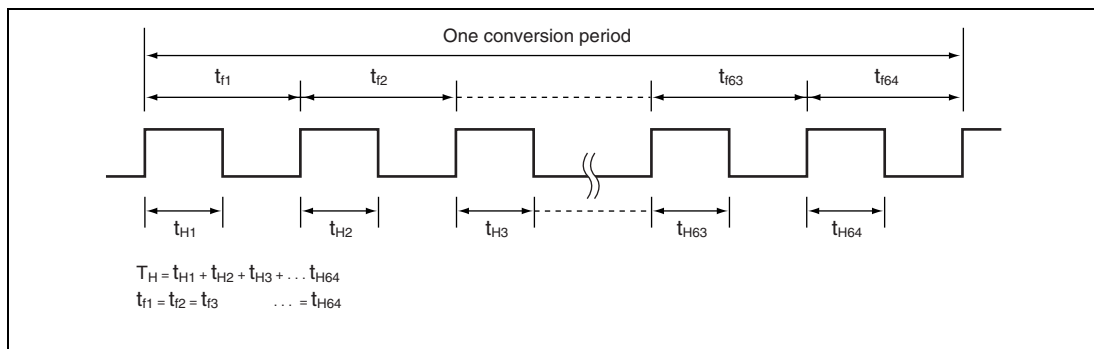 One conversion period
tf1 tf2 tf63 tf64
tH1 tH2 tH3 tH63 tH64
TH = tH1 + tH2 + tH3 + . . . tH64
tf1 = tf2 = tf3 . . . = tH64